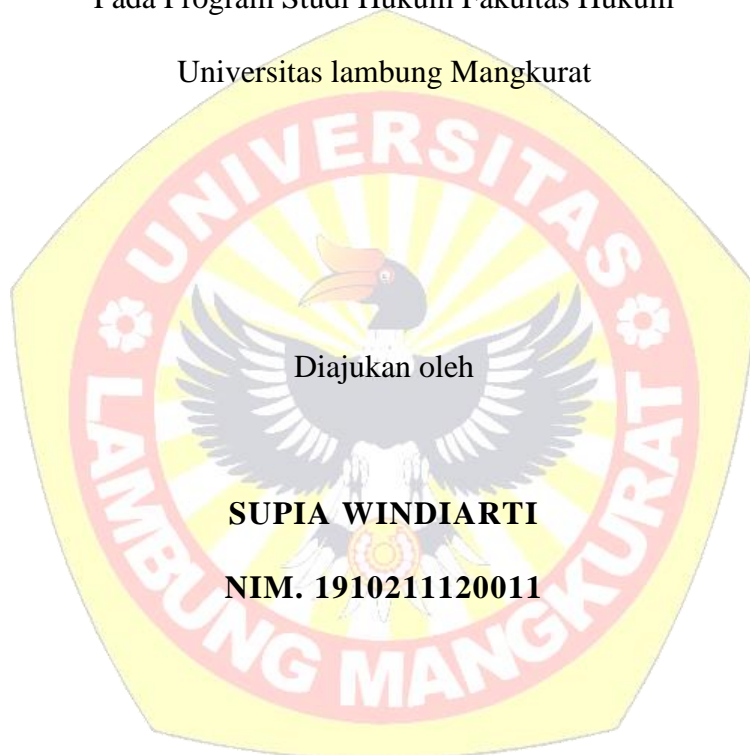 Pada Program Studi Hukum Fakultas Hukum
Universitas lambung Mangkurat
UNIVERSITAS
Diajukan oleh
LAMBUNG MANGKURAT
SUPIA WINDIARTI
NIM. 1910211120011